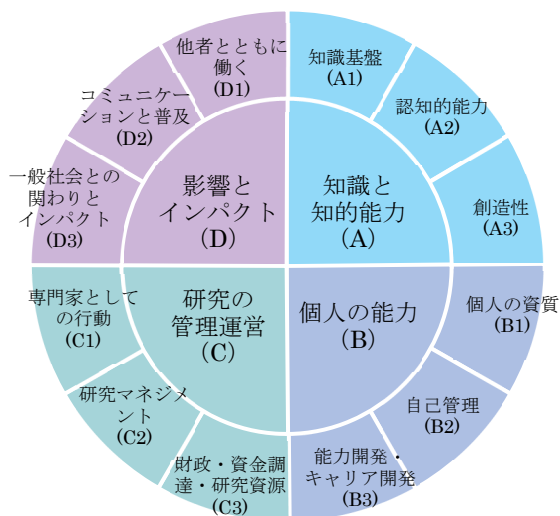 知識基盤
(A1)
認知的能力
(A2)
創造性
(A3)
知識と
知的能力
(A)
個人の資質
(B1)
自己管理
(B2)
能力開発・
キャリア開発
(B3)
個人の能力
(B)
専門家として
の行動
(C1)
研究マネジメ
ント
(C2)
財政・資金調
達・研究資源
(C3)
研究の
管理運営
(C)
他者とともに
働く
(D1)
コミュニケー
ションと普及
(D2)
一般社会との
関わりと
インパクト
(D3)
影響と
インパクト
(D)